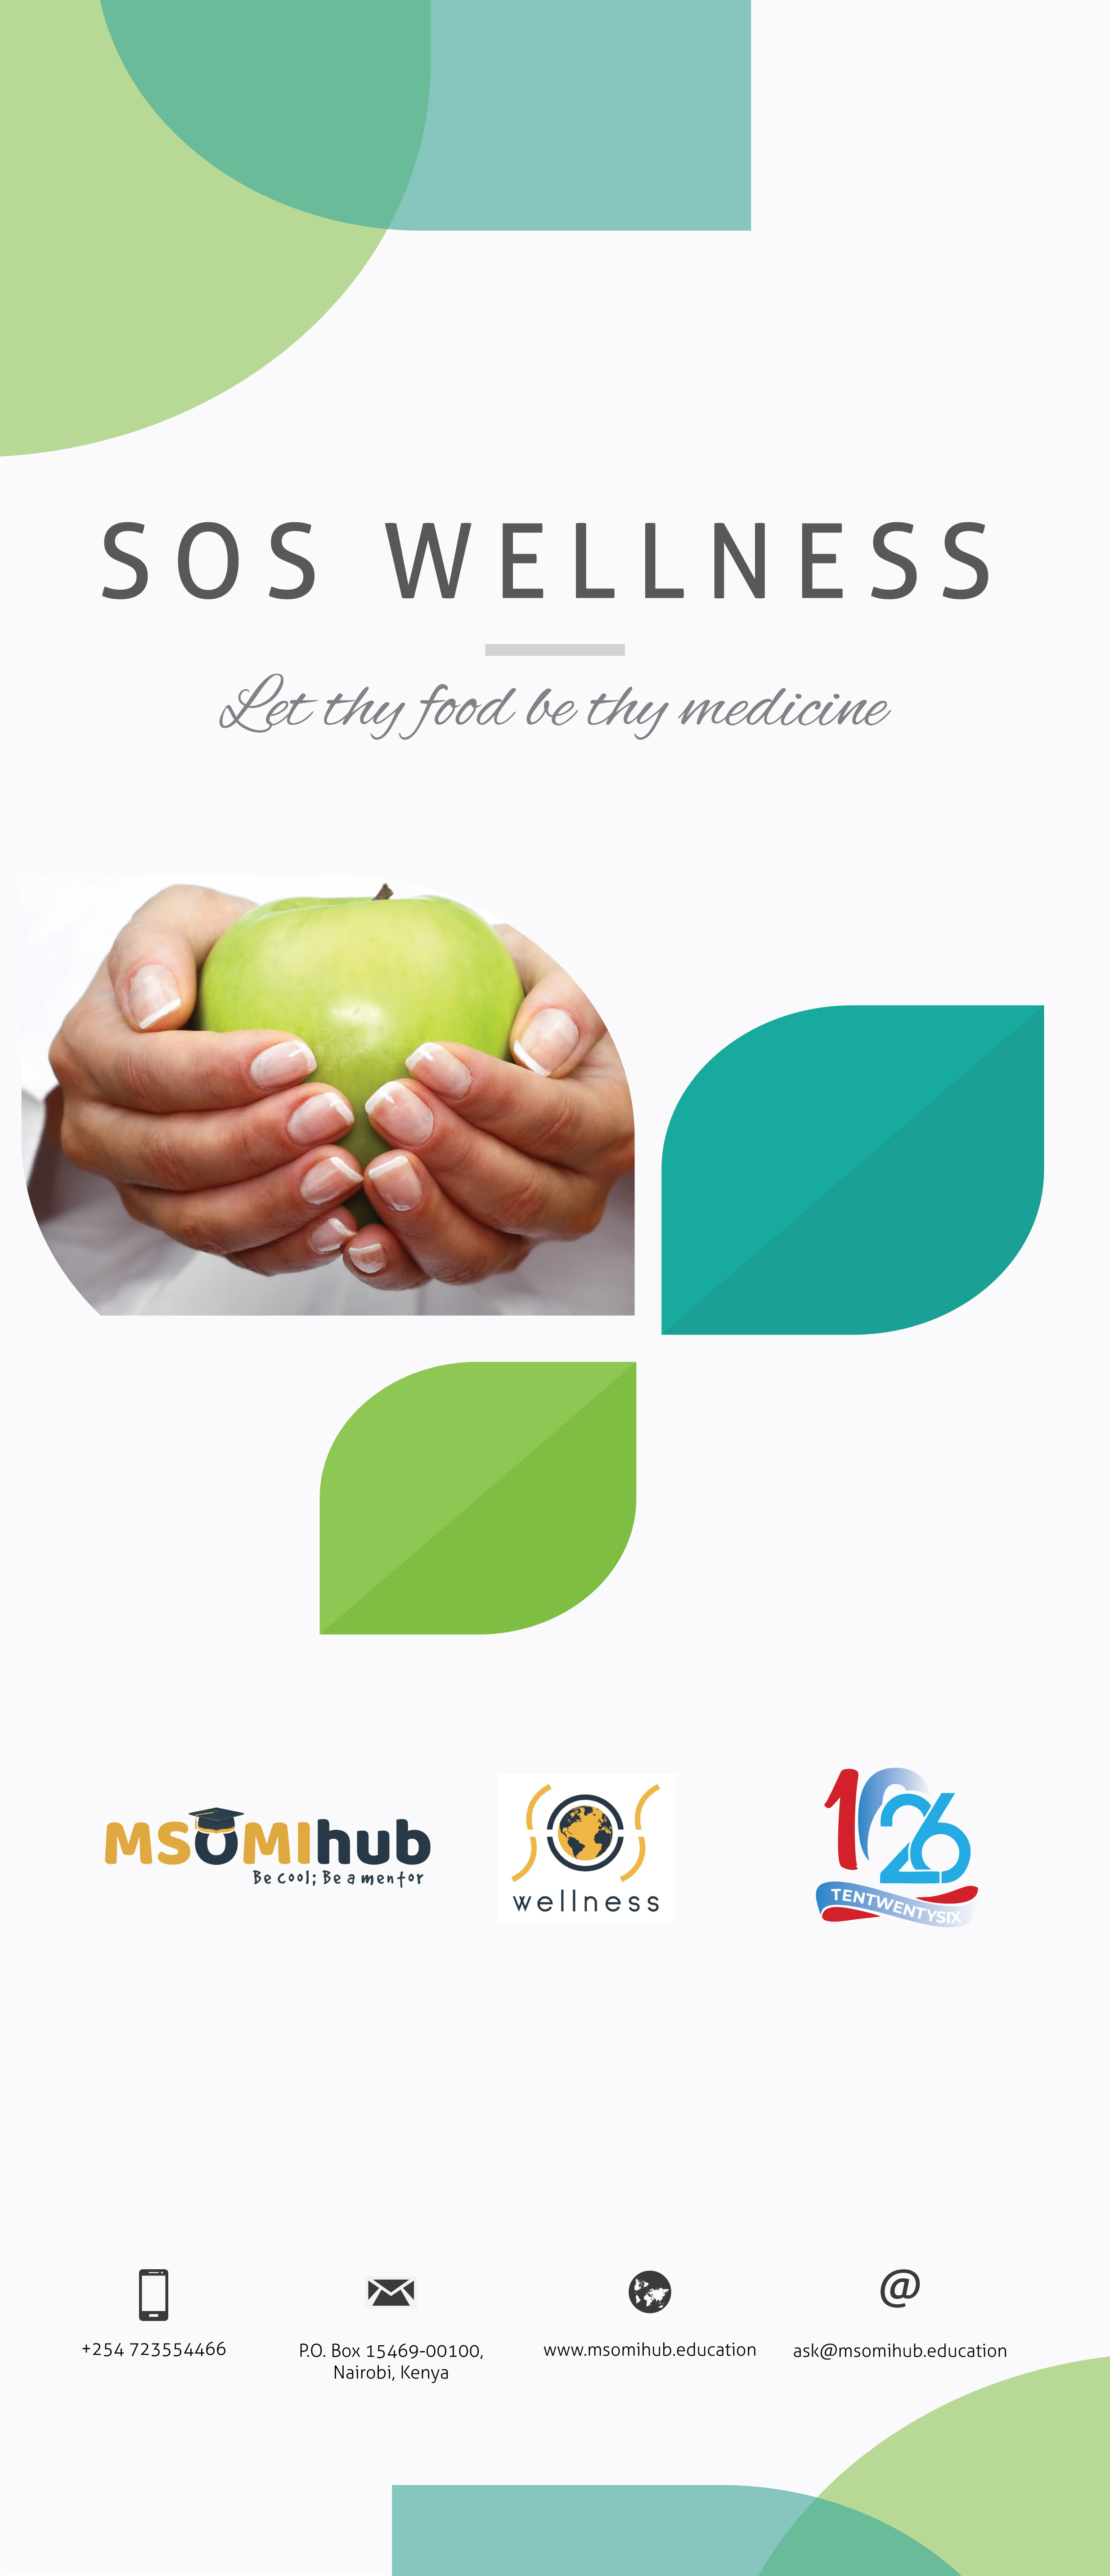 SOS WELLNESS
Let thy food be thy medicine
MSOMIhub
Be cool; Be a mentor
SOS
wellness
1026
TENTWENTYSIX
+254 723554466
P.O. Box 15469-00100,
Nairobi, Kenya
www.msomihub.education
@
ask@msomihub.education